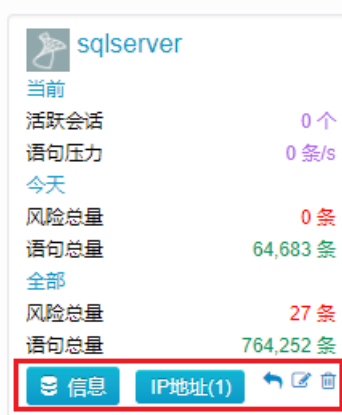 sqlserver
当前
活跃会话 0 个
语句压力 0 条/s
今天
风险总量 0 条
语句总量 64,683 条
全部
风险总量 27 条
语句总量 764,252 条
信息 IP地址(1)